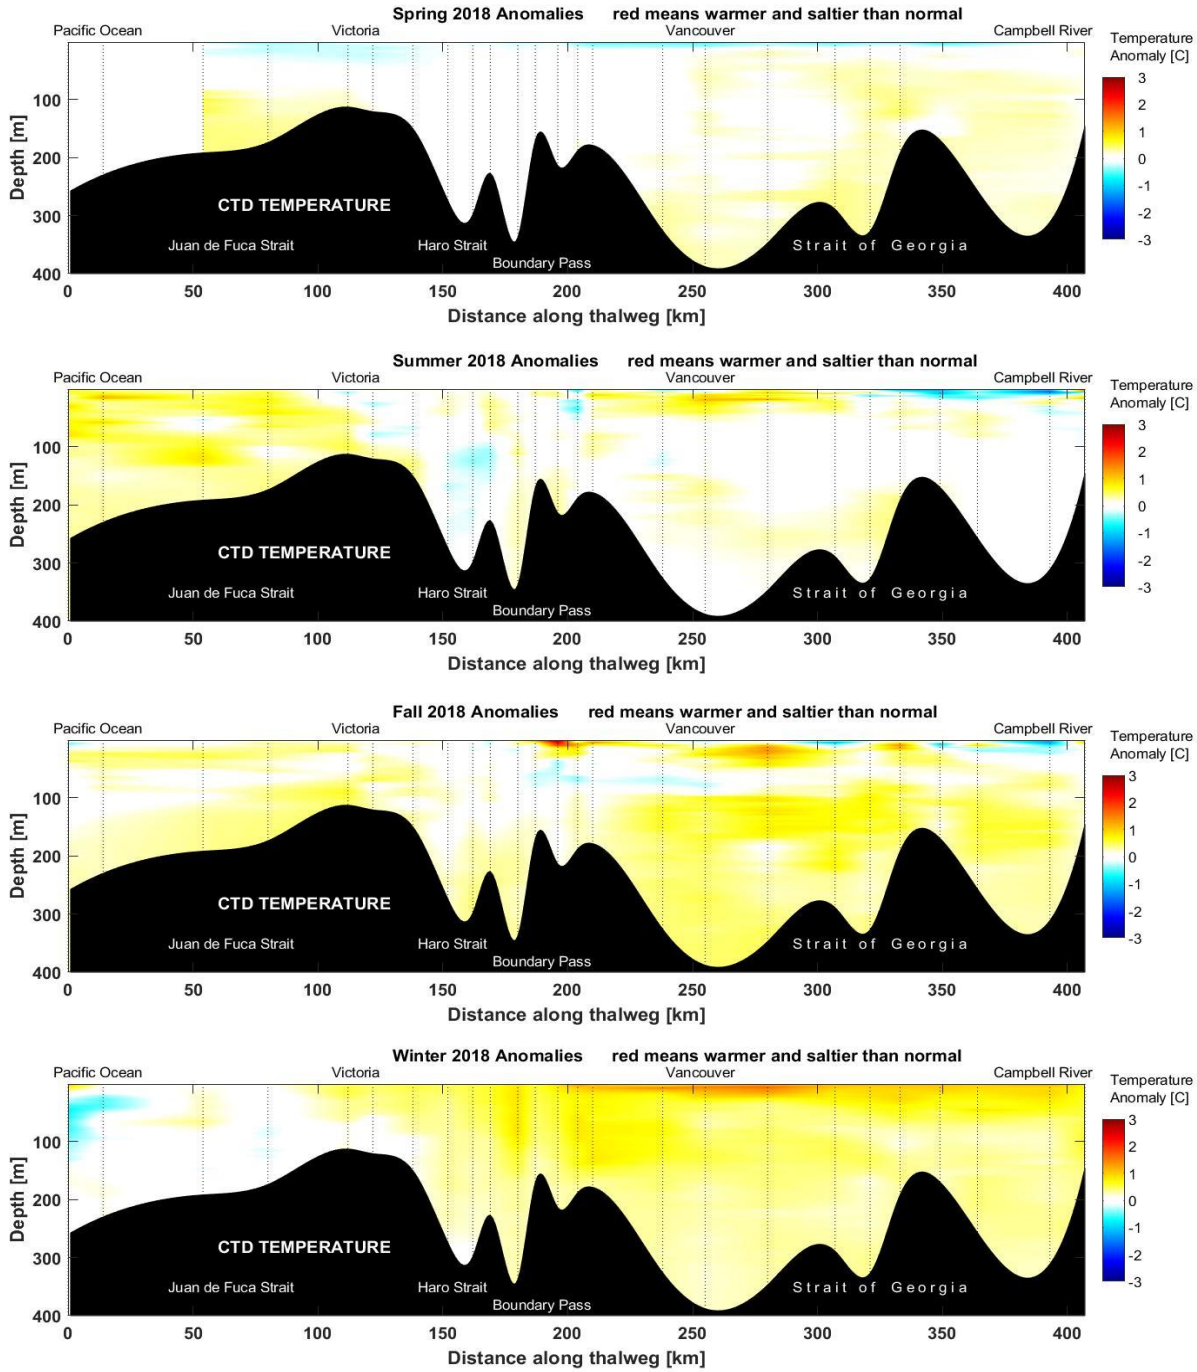 Spring 2018 Anomalies red means warmer and saltier than normal
Pacific Ocean Victoria Vancouver Campbell River
Temperature
Anomaly [C]
3
2
1
0
-1
-2
-3
Depth [m]
100
200
300
400
CTD TEMPERATURE
Juan de Fuca Strait Haro Strait Strait of Georgia
Boundary Pass
0 50 100 150 200 250 300 350 400
Distance along thalweg [km]
Summer 2018 Anomalies red means warmer and saltier than normal
Pacific Ocean Victoria Vancouver Campbell River
Temperature
Anomaly [C]
3
2
1
0
-1
-2
-3
Depth [m]
100
200
300
400
CTD TEMPERATURE
Juan de Fuca Strait Haro Strait Strait of Georgia
Boundary Pass
0 50 100 150 200 250 300 350 400
Distance along thalweg [km]
Fall 2018 Anomalies red means warmer and saltier than normal
Pacific Ocean Victoria Vancouver Campbell River
Temperature
Anomaly [C]
3
2
1
0
-1
-2
-3
Depth [m]
100
200
300
400
CTD TEMPERATURE
Juan de Fuca Strait Haro Strait Strait of Georgia
Boundary Pass
0 50 100 150 200 250 300 350 400
Distance along thalweg [km]
Winter 2018 Anomalies red means warmer and saltier than normal
Pacific Ocean Victoria Vancouver Campbell River
Temperature
Anomaly [C]
3
2
1
0
-1
-2
-3
Depth [m]
100
200
300
400
CTD TEMPERATURE
Juan de Fuca Strait Haro Strait Strait of Georgia
Boundary Pass
0 50 100 150 200 250 300 350 400
Distance along thalweg [km]